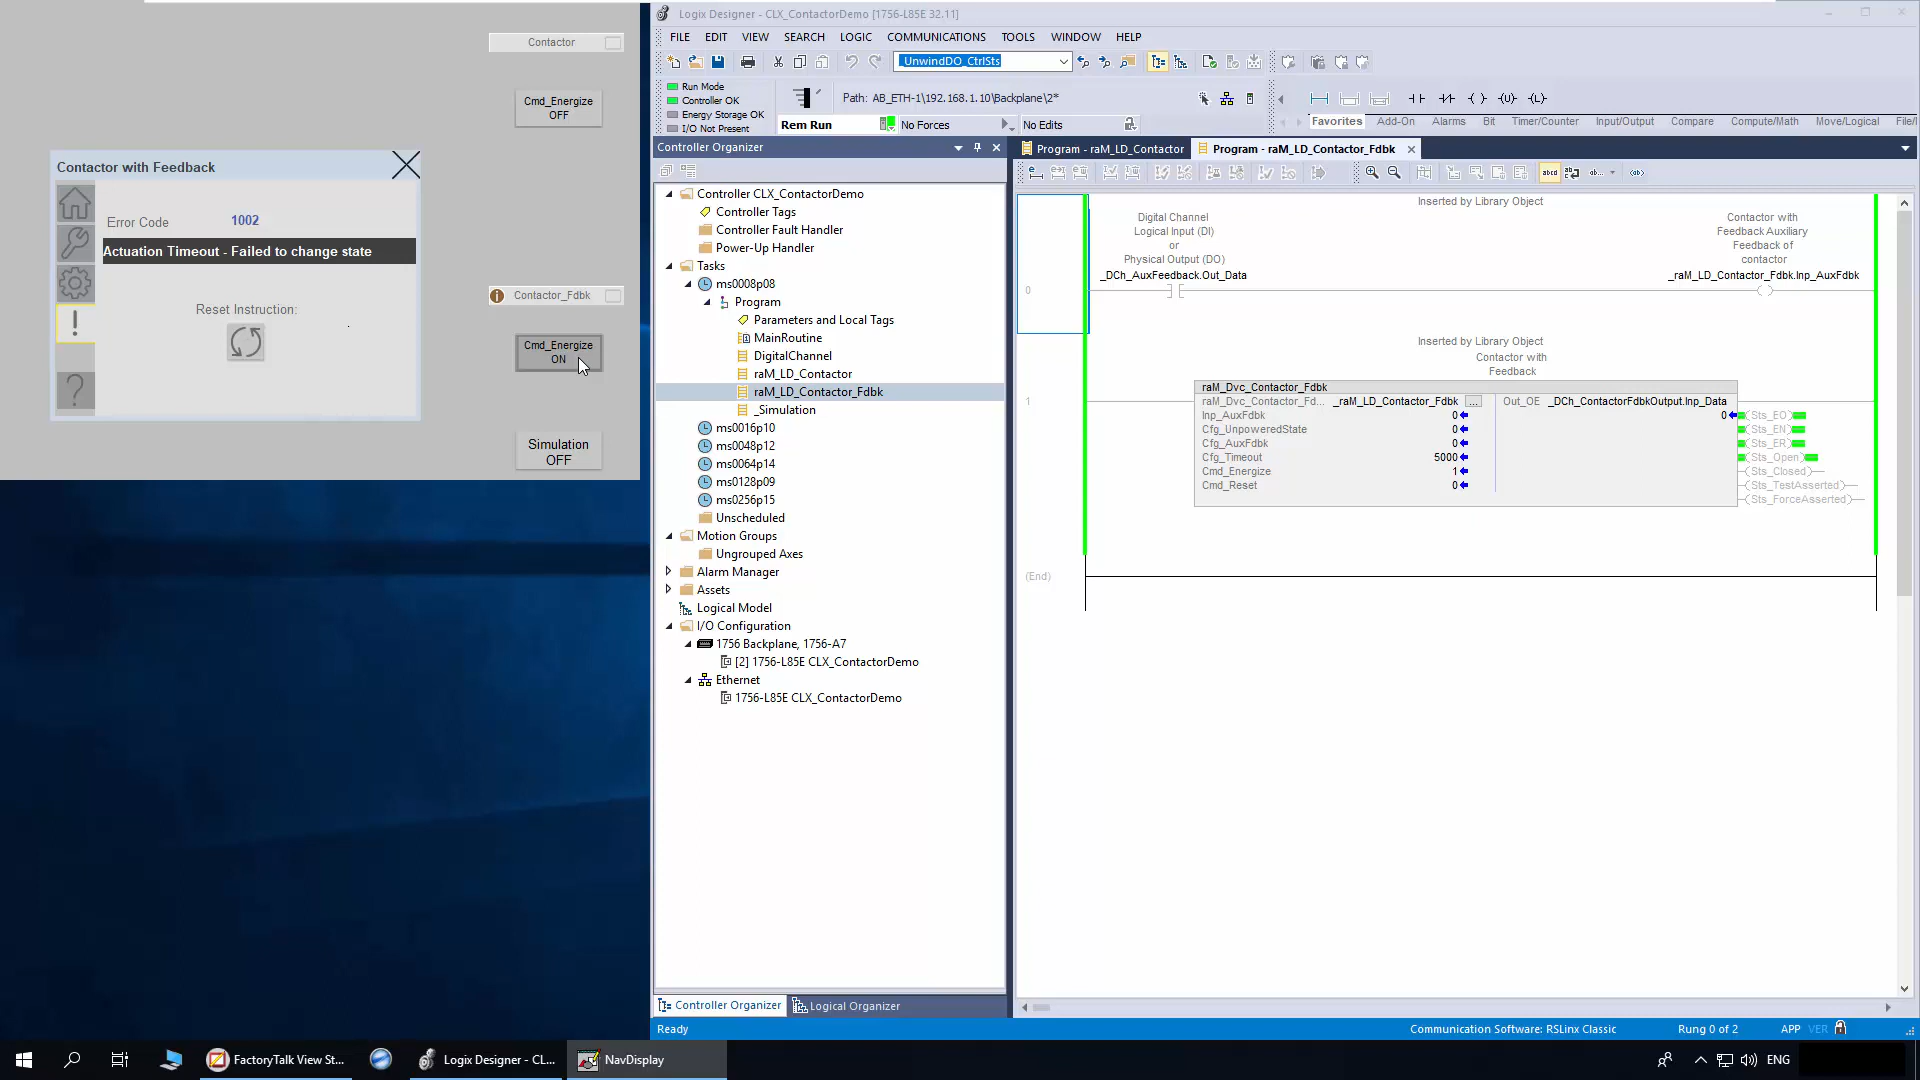 Contactor
Cmd_Energize
OFF
Contactor with Feedback
Error Code
1002
Actuation Timeout - Failed to change state
Reset Instruction:
Contactor_Fdbk
Cmd_Energize
ON
Simulation
OFF
Logix Designer - CLX_ContactorDemo [1756-L85E 32.11]
FILE EDIT VIEW SEARCH LOGIC COMMUNICATIONS TOOLS WINDOW HELP
_UnwindDO_CtrlSts
Run Mode
Controller OK
Energy Storage OK
I/O Not Present
Path: AB_ETH-1\192.168.1.10\Backplane\2*
Rem Run
No Forces
No Edits
Favorites Add-On Alarms Bit Timer/Counter Input/Output Compare Compute/Math Move/Logical File/
Controller Organizer
Program - raM_LD_Contactor
Program - raM_LD_Contactor_Fdbk
Controller CLX_ContactorDemo
Controller Tags
Controller Fault Handler
Power-Up Handler
Tasks
ms0008p08
Program
Parameters and Local Tags
MainRoutine
DigitalChannel
raM_LD_Contactor
raM_LD_Contactor_Fdbk
_Simulation
ms0016p10
ms0048p12
ms0064p14
ms0128p09
ms0256p15
Unscheduled
Motion Groups
Ungrouped Axes
Alarm Manager
Assets
Logical Model
I/O Configuration
1756 Backplane, 1756-A7
[2] 1756-L85E CLX_ContactorDemo
Ethernet
1756-L85E CLX_ContactorDemo
Controller Organizer
Logical Organizer
Inserted by Library Object
Digital Channel
Logical Input (DI)
or
Physical Output (DO)
_DCh_AuxFeedback.Out_Data
Contactor with
Feedback Auxiliary
Feedback of
contactor
_raM_LD_Contactor_Fdbk.Inp_AuxFdbk
0
Inserted by Library Object
Contactor with
Feedback
1
raM_Dvc_Contactor_Fdbk
raM_Dvc_Contactor_Fd... _raM_LD_Contactor_Fdbk ... Out_OE _DCh_ContactorFdbkOutput.Inp_Data
Inp_AuxFdbk 0 0 (Sts_EO)
Cfg_UnpoweredState 0 (Sts_EN)
Cfg_AuxFdbk 0 (Sts_ER)
Cfg_Timeout 5000 (Sts_Open)
Cmd_Energize 1 (Sts_Closed)
Cmd_Reset 0 (Sts_TestAsserted)
(Sts_ForceAsserted)
(End)
Ready
Communication Software: RSLinx Classic
Rung 0 of 2
APP VER
FactoryTalk View St...
Logix Designer - CL...
NavDisplay
ENG